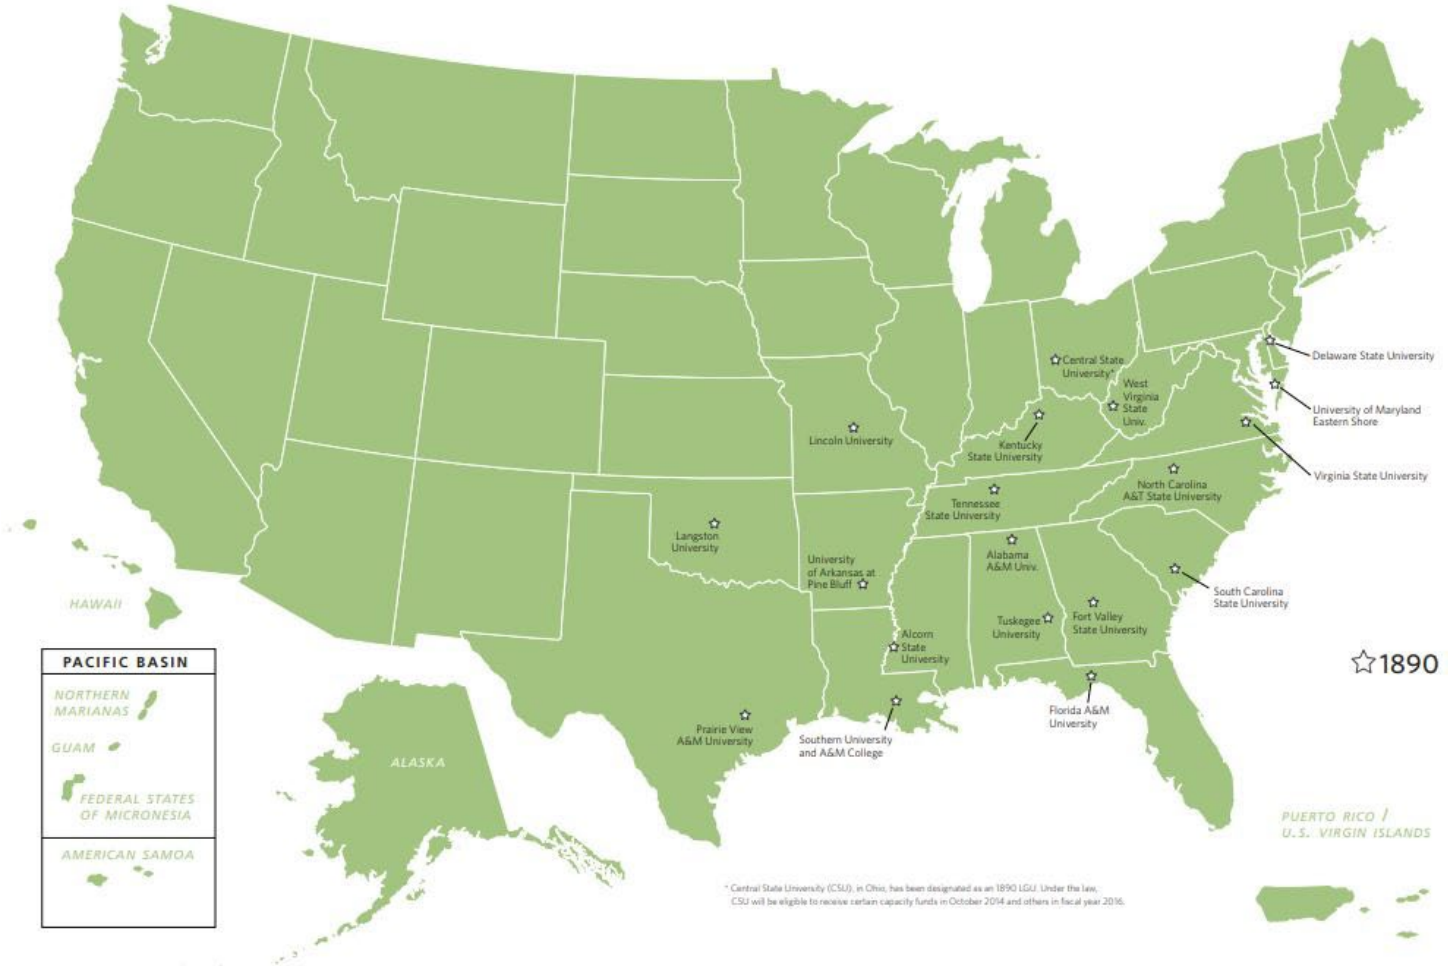 Central State
University*
West
Virginia
State
Univ.
Delaware State University
University of Maryland
Eastern Shore
Virginia State University
Lincoln University
Kentucky
State University
North Carolina
A&T State University
Tennessee
State University
Langston
University
University
of Arkansas at
Pine Bluff
Alabama
A&M Univ.
South Carolina
State University
Tuskegee
University
Fort Valley
State University
Alcorn
State
University
Florida A&M
University
Prairie View
A&M University
Southern University
and A&M College
1890
HAWAII
PACIFIC BASIN
NORTHERN
MARIANAS
GUAM
FEDERAL STATES
OF MICRONESIA
AMERICAN SAMOA
ALASKA
PUERTO RICO /
U.S. VIRGIN ISLANDS
* Central State University (CSU), in Ohio, has been designated as an 1890 LGU. Under the law,
CSU will be eligible to receive certain capacity funds in October 2014 and others in fiscal year 2016.